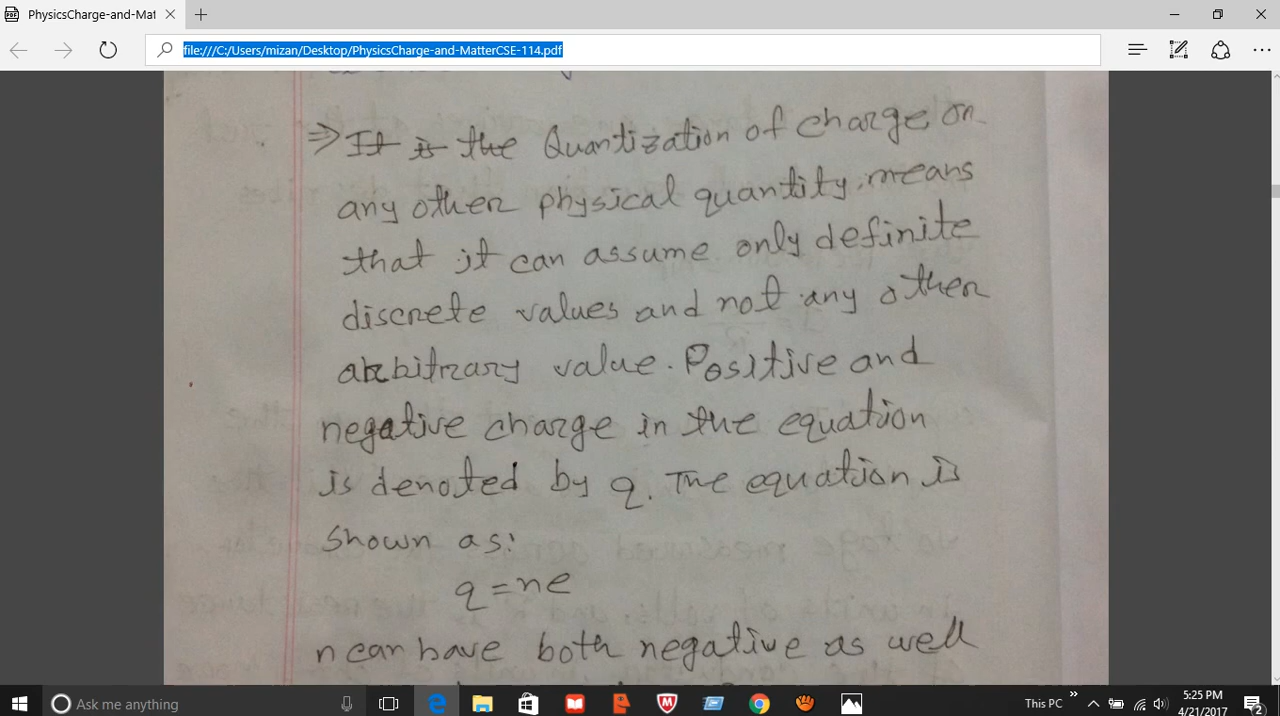 PhysicsCharge-and-Mat
file:///C:/Users/mizan/Desktop/PhysicsCharge-and-MatterCSE-114.pdf
⇒ It is the Quantization of charge or
any other physical quantity, means
that it can assume only definite
discrete values and not any other
arbitrary value. Positive and
negative charge in the equation
is denoted by q. The equation is
shown as:
q = ne
n can have both negative as well
Ask me anything
This PC
5:25 PM
4/21/2017
2